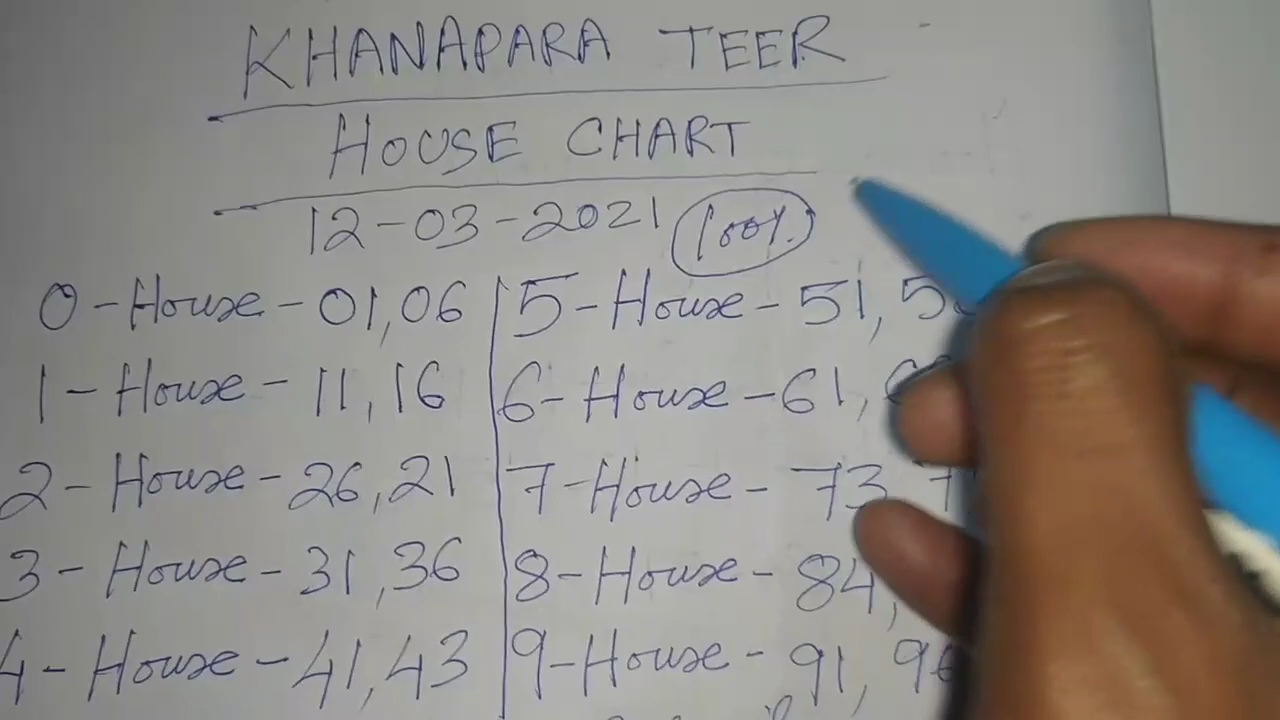 KHANAPARA TEER
HOUSE CHART
12-03-2021 100%
0-House-01,06 5-House-51,
1-House-11,16 6-House-61,
2-House-26,21 7-House-73,
3-House-31,36 8-House-84,
4-House-41,43 9-House-91,96